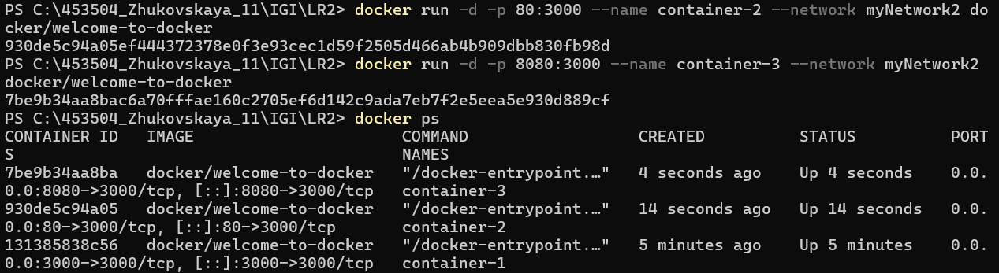 PS C:\453504_Zhukovskaya_11\IGI\LR2> docker run -d -p 80:3000 --name container-2 --network myNetwork2 do
cker/welcome-to-docker
930de5c94a05ef444372378e0f3e93cec1d59f2505d466ab4b909dbb830fb98d
PS C:\453504_Zhukovskaya_11\IGI\LR2> docker run -d -p 8080:3000 --name container-3 --network myNetwork2
docker/welcome-to-docker
7be9b34aa8bac6a70fffae160c2705ef6d142c9ada7eb7f2e5eea5e930d889cf
PS C:\453504_Zhukovskaya_11\IGI\LR2> docker ps
CONTAINER ID   IMAGE                      COMMAND                  CREATED          STATUS          PORT
S                                         NAMES
7be9b34aa8ba   docker/welcome-to-docker   "/docker-entrypoint.…"   4 seconds ago    Up 4 seconds    0.0.
0.0:8080->3000/tcp, [::]:8080->3000/tcp   container-3
930de5c94a05   docker/welcome-to-docker   "/docker-entrypoint.…"   14 seconds ago   Up 14 seconds   0.0.
0.0:80->3000/tcp, [::]:80->3000/tcp       container-2
131385838c56   docker/welcome-to-docker   "/docker-entrypoint.…"   5 minutes ago    Up 5 minutes    0.0.
0.0:3000->3000/tcp, [::]:3000->3000/tcp   container-1